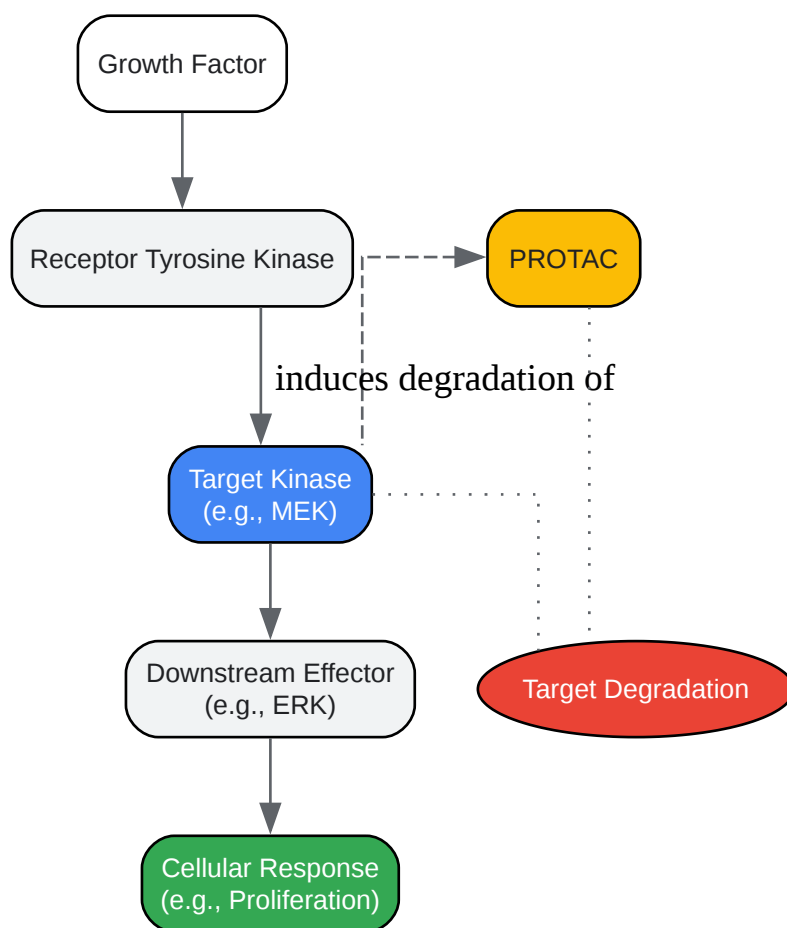 Growth Factor
Receptor Tyrosine Kinase
PROTAC
induces degradation of
Target Kinase
(e.g., MEK)
Downstream Effector
(e.g., ERK)
Target Degradation
Cellular Response
(e.g., Proliferation)